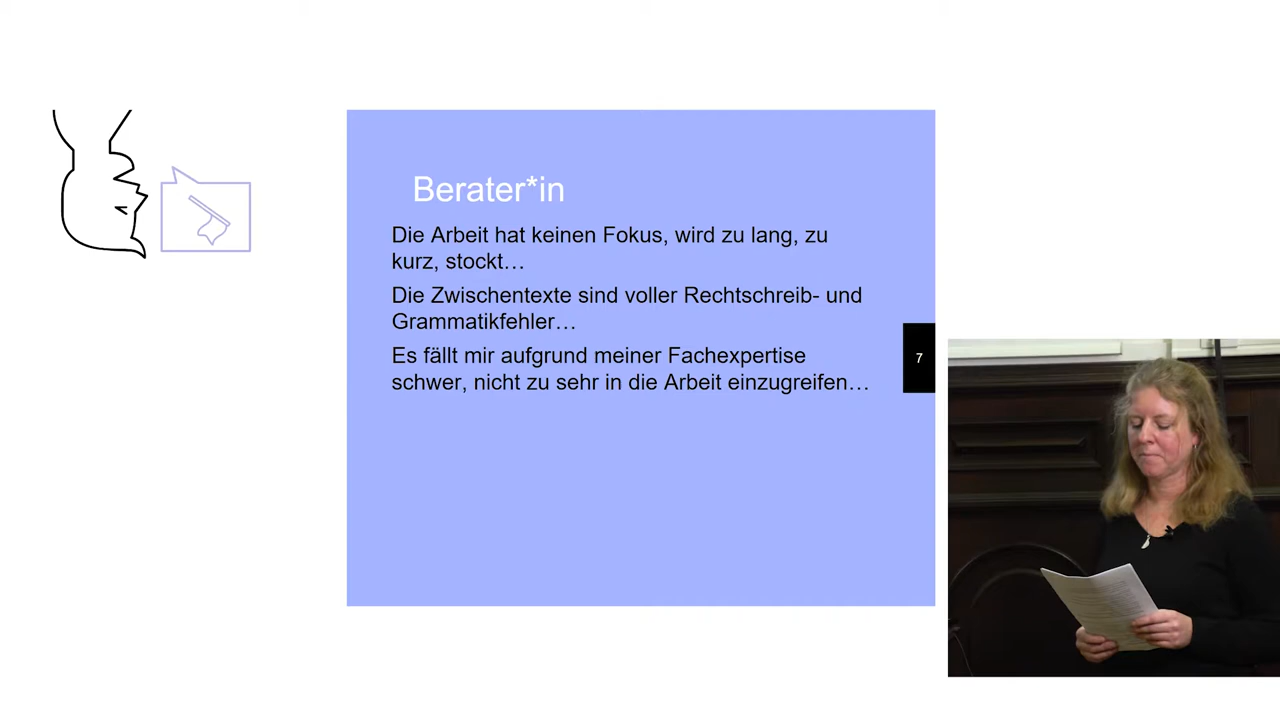 Berater*in
Die Arbeit hat keinen Fokus, wird zu lang, zu
kurz, stockt…
Die Zwischentexte sind voller Rechtschreib- und
Grammatikfehler…
Es fällt mir aufgrund meiner Fachexpertise
schwer, nicht zu sehr in die Arbeit einzugreifen…
7